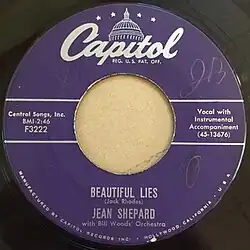 Capitol
REG. U.S. PAT. OFF.
Central Songs, Inc.
BMI-2:46
F3222
Vocal with
Instrumental
Accompaniment
(45-13676)
BEAUTIFUL LIES
(Jack Rhodes)
JEAN SHEPARD
with Bill Woods' Orchestra
MANUFACTURED BY CAPITOL RECORDS INC • HOLLYWOOD, CALIFORNIA, U.S.A.